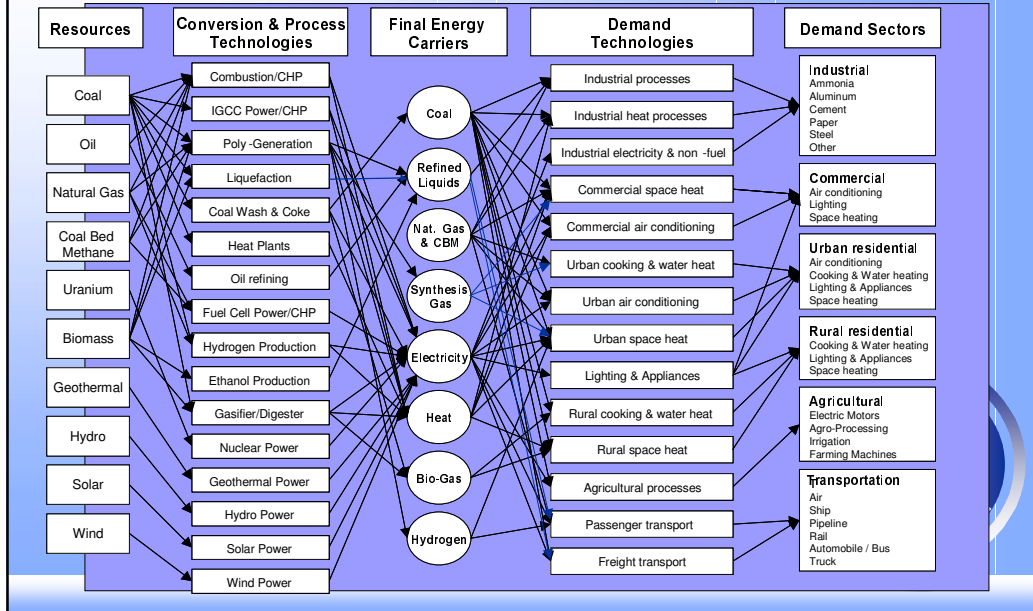 Resources
Conversion & Process
Technologies
Final Energy
Carriers
Demand
Technologies
Demand Sectors
Coal
Oil
Natural Gas
Coal Bed
Methane
Uranium
Biomass
Geothermal
Hydro
Solar
Wind
Combustion/CHP
IGCC Power/CHP
Poly -Generation
Liquefaction
Coal Wash & Coke
Heat Plants
Oil refining
Fuel Cell Power/CHP
Hydrogen Production
Ethanol Production
Gasifier/Digester
Nuclear Power
Geothermal Power
Hydro Power
Solar Power
Wind Power
Coal
Refined
Liquids
Nat. Gas
& CBM
Synthesis
Gas
Electricity
Heat
Bio-Gas
Hydrogen
Industrial processes
Industrial heat processes
Industrial electricity & non -fuel
Commercial space heat
Commercial air conditioning
Urban cooking & water heat
Urban air conditioning
Urban space heat
Lighting & Appliances
Rural cooking & water heat
Rural space heat
Agricultural processes
Passenger transport
Freight transport
Industrial
Ammonia
Aluminum
Cement
Paper
Steel
Other
Commercial
Air conditioning
Lighting
Space heating
Urban residential
Air conditioning
Cooking & Water heating
Lighting & Appliances
Space heating
Rural residential
Cooking & Water heating
Lighting & Appliances
Space heating
Agricultural
Electric Motors
Agro-Processing
Irrigation
Farming Machines
Transportation
Air
Ship
Pipeline
Rail
Automobile / Bus
Truck